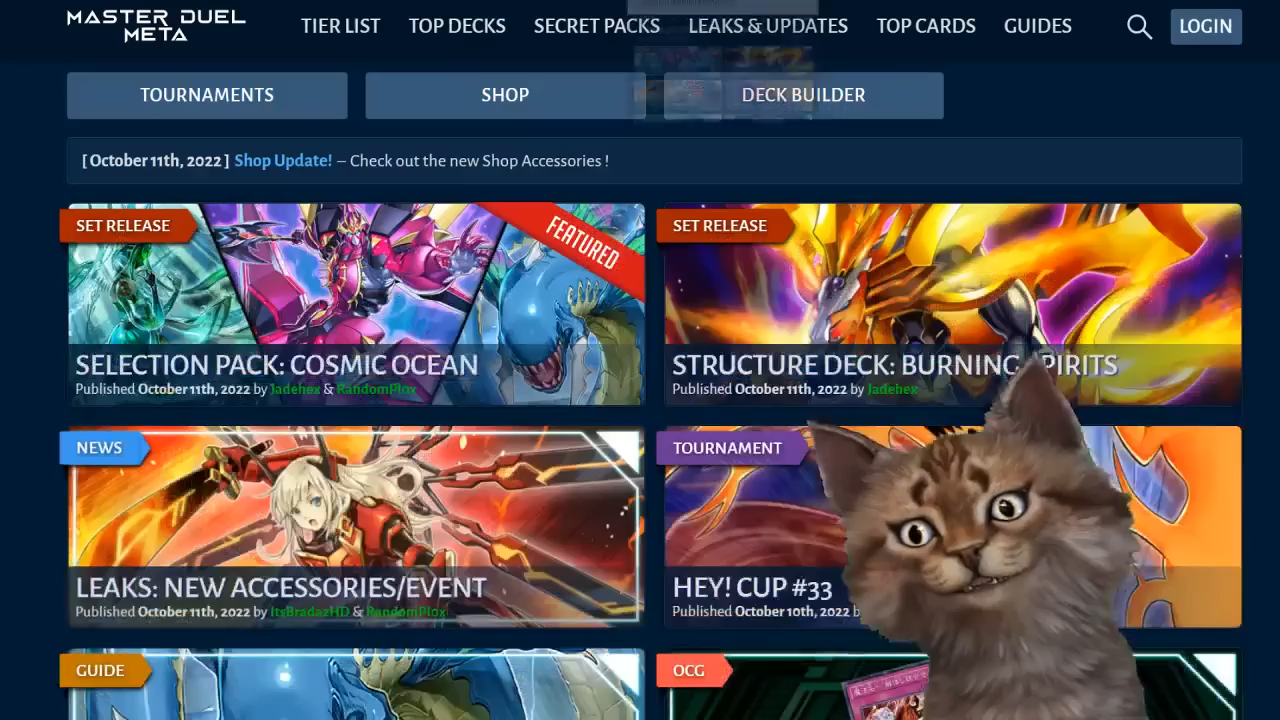 MASTER DUEL
META
TIER LIST
TOP DECKS
SECRET PACKS
LEAKS & UPDATES
TOP CARDS
GUIDES
LOGIN
TOURNAMENTS
SHOP
DECK BUILDER
[ October 11th, 2022 ] Shop Update! – Check out the new Shop Accessories !
SET RELEASE
FEATURED
SELECTION PACK: COSMIC OCEAN
Published October 11th, 2022 by Jadehex & RandomPlox
SET RELEASE
STRUCTURE DECK: BURNING PIRITS
Published October 11th, 2022 by Jadehex
NEWS
LEAKS: NEW ACCESSORIES/EVENT
Published October 11th, 2022 by ItsBradazHD & RandomPlox
TOURNAMENT
HEY! CUP #33
Published October 10th, 2022 b
GUIDE
OCG